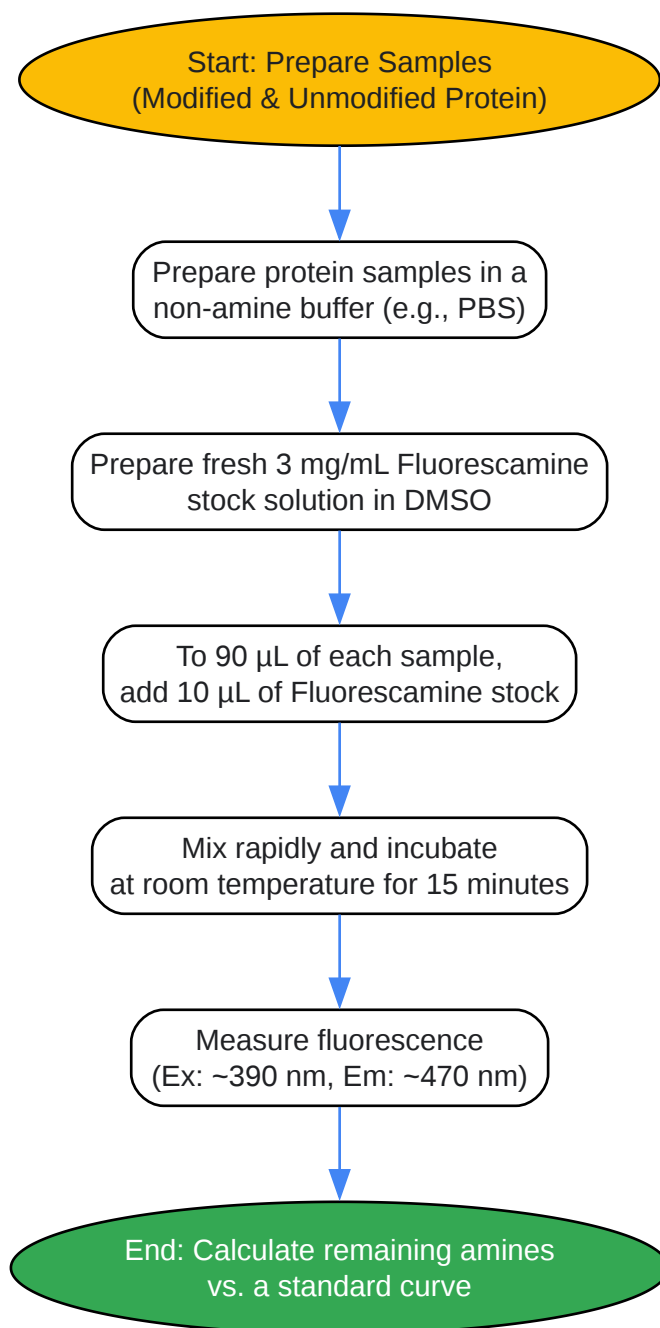 Start: Prepare Samples
(Modified & Unmodified Protein)
Prepare protein samples in a
non-amine buffer (e.g., PBS)
Prepare fresh 3 mg/mL Fluorescamine
stock solution in DMSO
To 90 µL of each sample,
add 10 µL of Fluorescamine stock
Mix rapidly and incubate
at room temperature for 15 minutes
Measure fluorescence
(Ex: ~390 nm, Em: ~470 nm)
End: Calculate remaining amines
vs. a standard curve